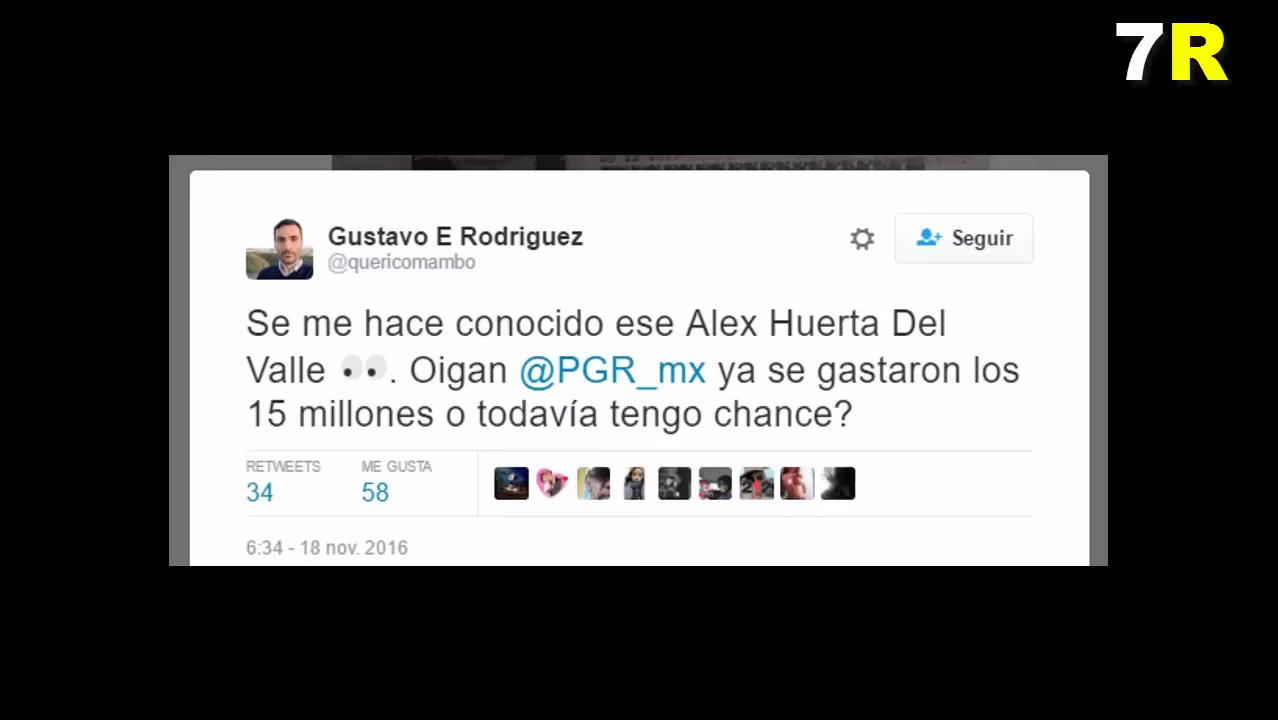 7R
Gustavo E Rodriguez
@quericomambo
Seguir
Se me hace conocido ese Alex Huerta Del
Valle 👀. Oigan @PGR_mx ya se gastaron los
15 millones o todavía tengo chance?
RETWEETS ME GUSTA
34 58
6:34 - 18 nov. 2016